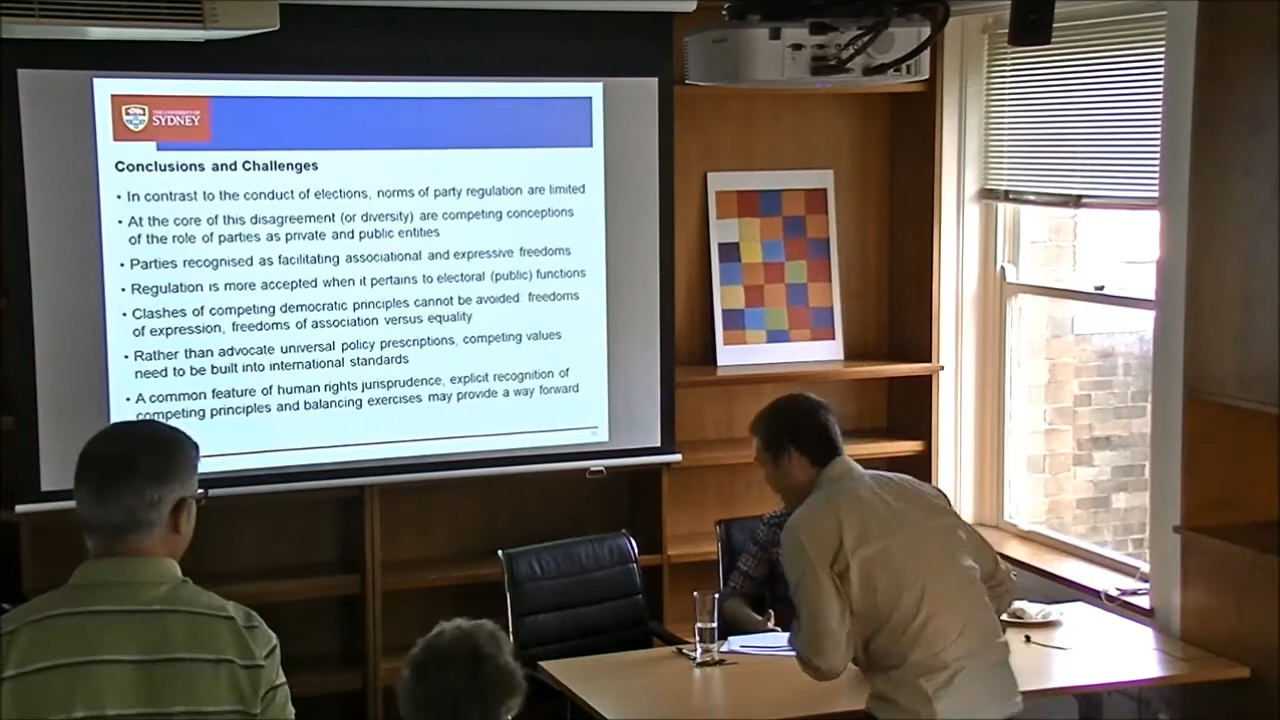 THE UNIVERSITY OF
SYDNEY
Conclusions and Challenges
• In contrast to the conduct of elections, norms of party regulation are limited
• At the core of this disagreement (or diversity) are competing conceptions
of the role of parties as private and public entities
• Parties recognised as facilitating associational and expressive freedoms
• Regulation is more accepted when it pertains to electoral (public) functions
• Clashes of competing democratic principles cannot be avoided: freedoms
of expression, freedoms of association versus equality
• Rather than advocate universal policy prescriptions, competing values
need to be built into international standards
• A common feature of human rights jurisprudence, explicit recognition of
competing principles and balancing exercises may provide a way forward